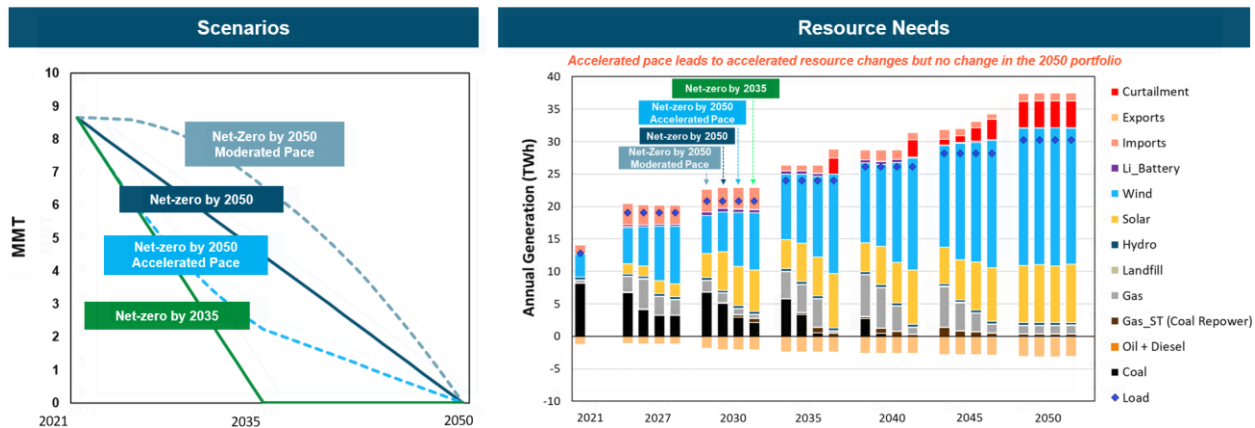 Scenarios
Resource Needs
Accelerated pace leads to accelerated resource changes but no change in the 2050 portfolio
MMT
10
9
8
7
6
5
4
3
2
1
0
2021
2035
2050
Net-Zero by 2050
Moderated Pace
Net-zero by 2050
Net-zero by 2050
Accelerated Pace
Net-zero by 2035
Annual Generation (TWh)
40
35
30
25
20
15
10
5
0
-5
-10
2021
2027
2030
2035
2040
2045
2050
Net-zero by 2035
Net-zero by 2050
Accelerated Pace
Net-zero by 2050
Net-Zero by 2050
Moderated Pace
Curtailment
Exports
Imports
Li_Battery
Wind
Solar
Hydro
Landfill
Gas
Gas_ST (Coal Repower)
Oil + Diesel
Coal
Load